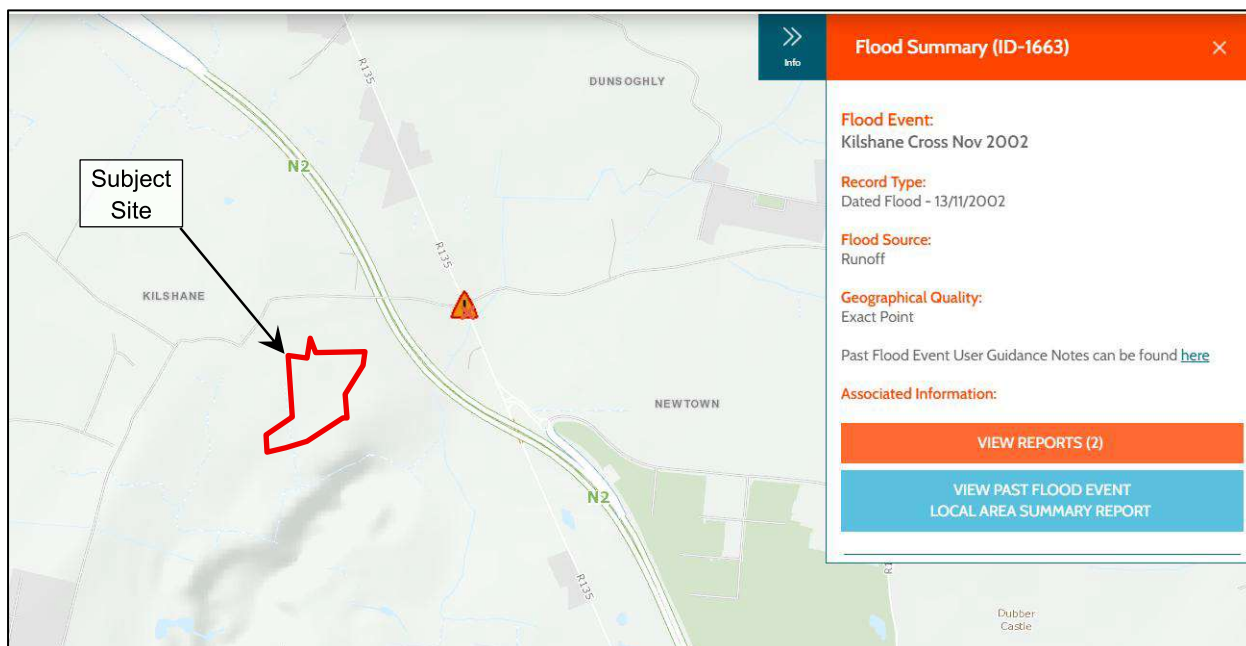 Info
Flood Summary (ID-1663)
Flood Event:
Kilshane Cross Nov 2002
Record Type:
Dated Flood - 13/11/2002
Flood Source:
Runoff
Geographical Quality:
Exact Point
Past Flood Event User Guidance Notes can be found here
Associated Information:
VIEW REPORTS (2)
VIEW PAST FLOOD EVENT
LOCAL AREA SUMMARY REPORT
R135
DUNSOGHLY
N2
Subject
Site
R135
KILSHANE
NEWTOWN
N2
R135
Dubber
Castle